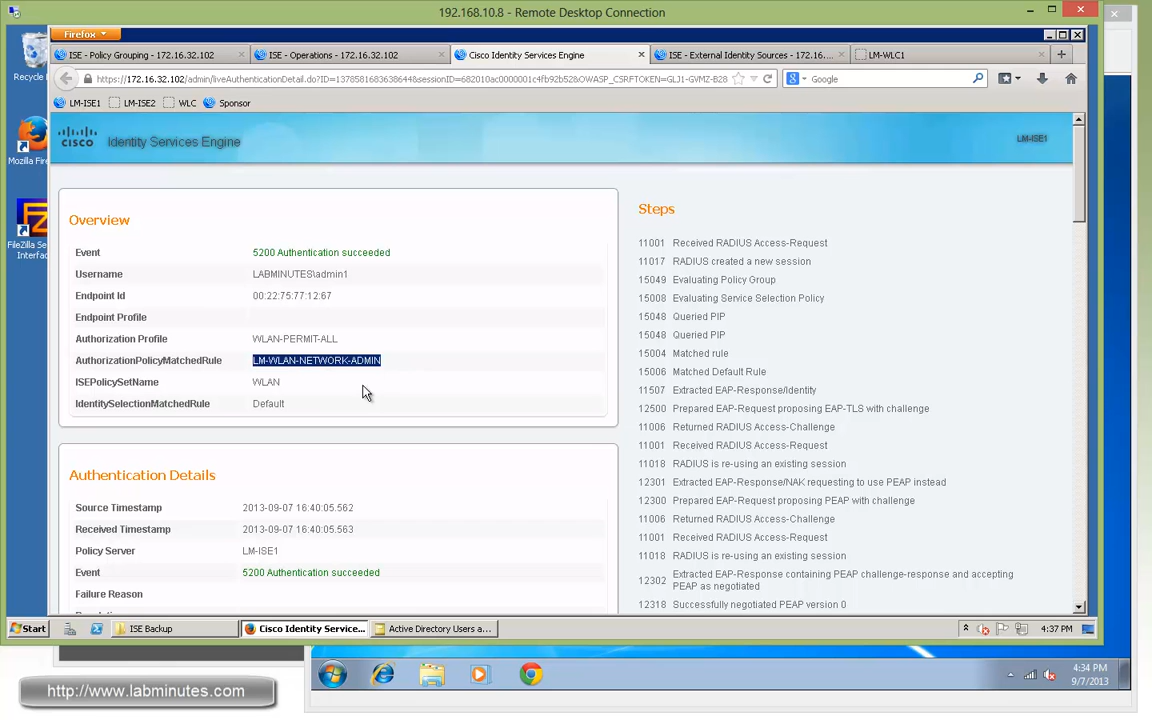 192.168.10.8 - Remote Desktop Connection
Firefox
ISE - Policy Grouping - 172.16.32.102
ISE - Operations - 172.16.32.102
Cisco Identity Services Engine
ISE - External Identity Sources - 172.16....
LM-WLC1
https://172.16.32.102/admin/liveAuthenticationDetail.do?ID=1378581683638644&sessionID=682010ac0000001c4fb92b528&OWASP_CSRFTOKEN=GLJ1-GVMZ-B28
Google
LM-ISE1
LM-ISE2
WLC
Sponsor
Recycle
Mozilla Fire
FileZilla Se
Interfac
cisco
Identity Services Engine
LM-ISE1
Overview
Event 5200 Authentication succeeded
Username LABMINUTES\admin1
Endpoint Id 00:22:75:77:12:67
Endpoint Profile
Authorization Profile WLAN-PERMIT-ALL
AuthorizationPolicyMatchedRule LM-WLAN-NETWORK-ADMIN
ISEPolicySetName WLAN
IdentitySelectionMatchedRule Default
Authentication Details
Source Timestamp 2013-09-07 16:40:05.562
Received Timestamp 2013-09-07 16:40:05.563
Policy Server LM-ISE1
Event 5200 Authentication succeeded
Failure Reason
Steps
11001 Received RADIUS Access-Request
11017 RADIUS created a new session
15049 Evaluating Policy Group
15008 Evaluating Service Selection Policy
15048 Queried PIP
15048 Queried PIP
15004 Matched rule
15006 Matched Default Rule
11507 Extracted EAP-Response/Identity
12500 Prepared EAP-Request proposing EAP-TLS with challenge
11006 Returned RADIUS Access-Challenge
11001 Received RADIUS Access-Request
11018 RADIUS is re-using an existing session
12301 Extracted EAP-Response/NAK requesting to use PEAP instead
12300 Prepared EAP-Request proposing PEAP with challenge
11006 Returned RADIUS Access-Challenge
11001 Received RADIUS Access-Request
11018 RADIUS is re-using an existing session
12302 Extracted EAP-Response containing PEAP challenge-response and accepting
PEAP as negotiated
12318 Successfully negotiated PEAP version 0
Start
ISE Backup
Cisco Identity Service...
Active Directory Users a...
4:37 PM
4:34 PM
9/7/2013
http://www.labminutes.com